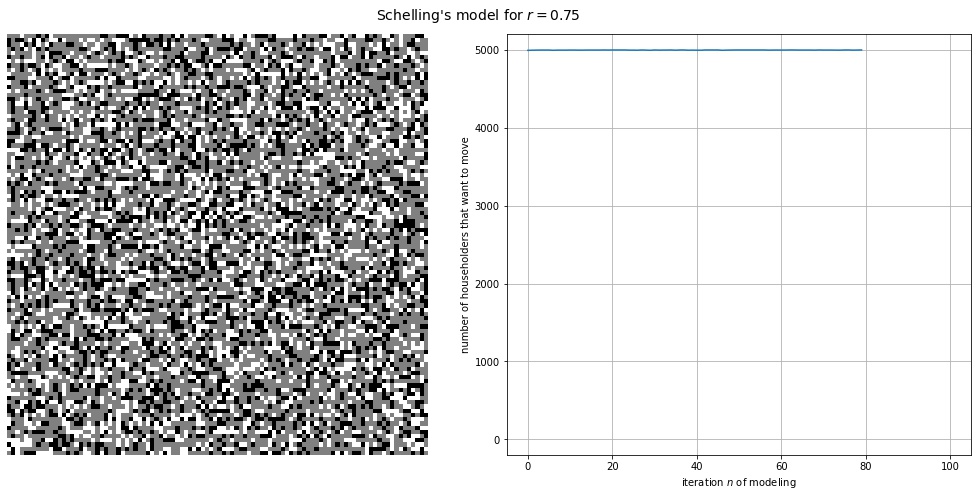 Schelling's model for r = 0.75
number of householders that want to move
5000
4000
3000
2000
1000
0
0 20 40 60 80 100
iteration n of modeling